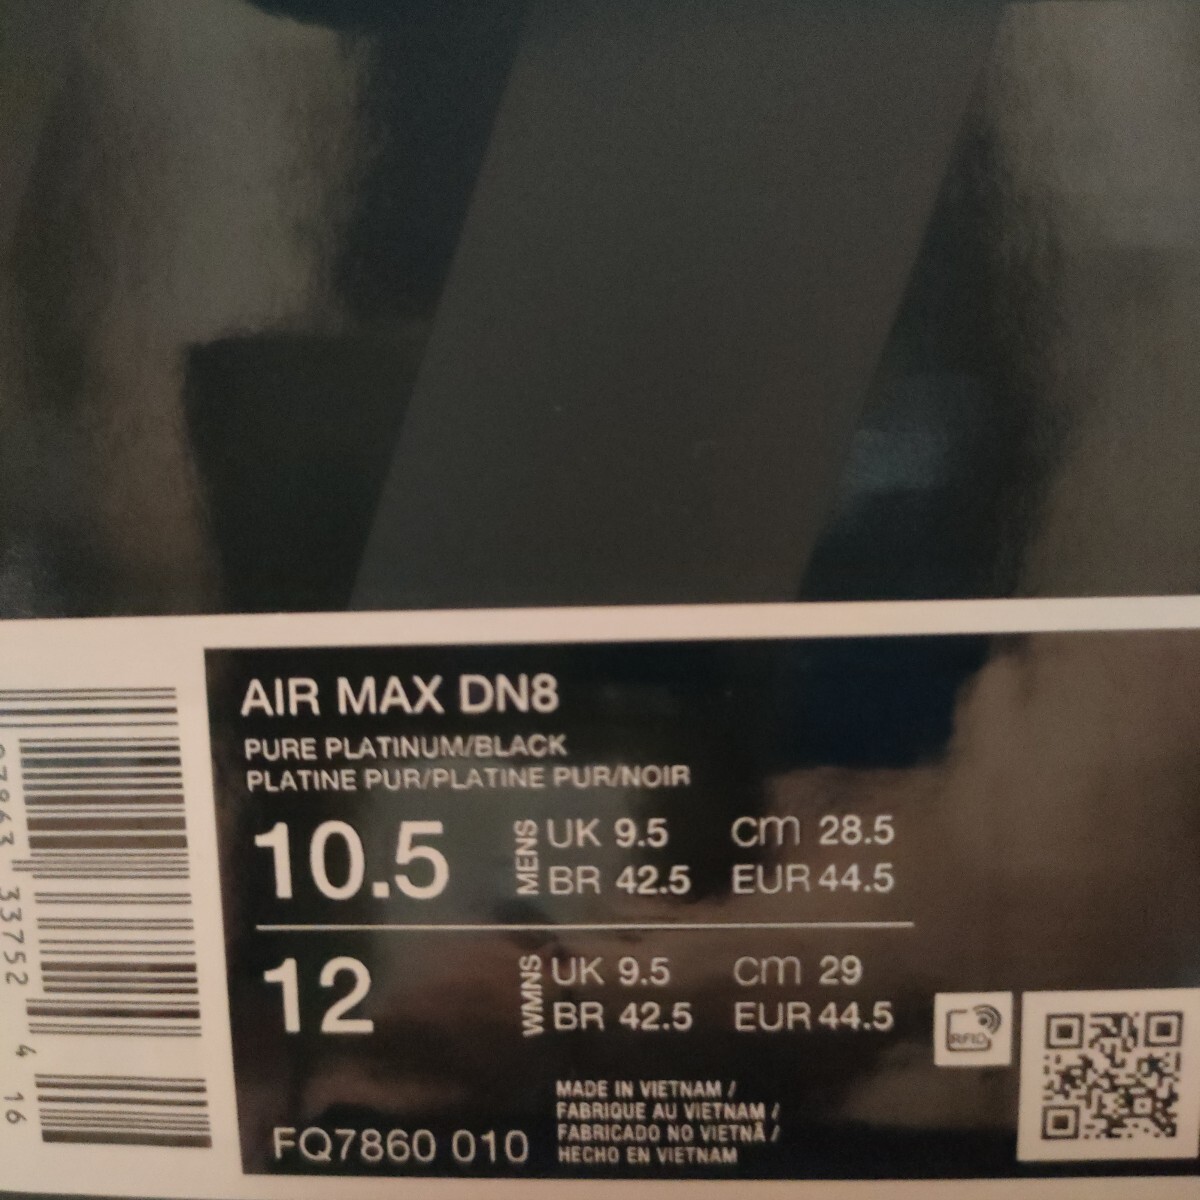 AIR MAX DN8
PURE PLATINUM/BLACK
PLATINE PUR/PLATINE PUR/NOIR
10.5
MENS
UK 9.5 cm 28.5
BR 42.5 EUR 44.5
12
WMNS
UK 9.5 cm 29
BR 42.5 EUR 44.5
RFID
MADE IN VIETNAM /
FABRIQUE AU VIETNAM /
FABRICADO NO VIETNÃ /
HECHO EN VIETNAM
FQ7860 010
33752 4 16